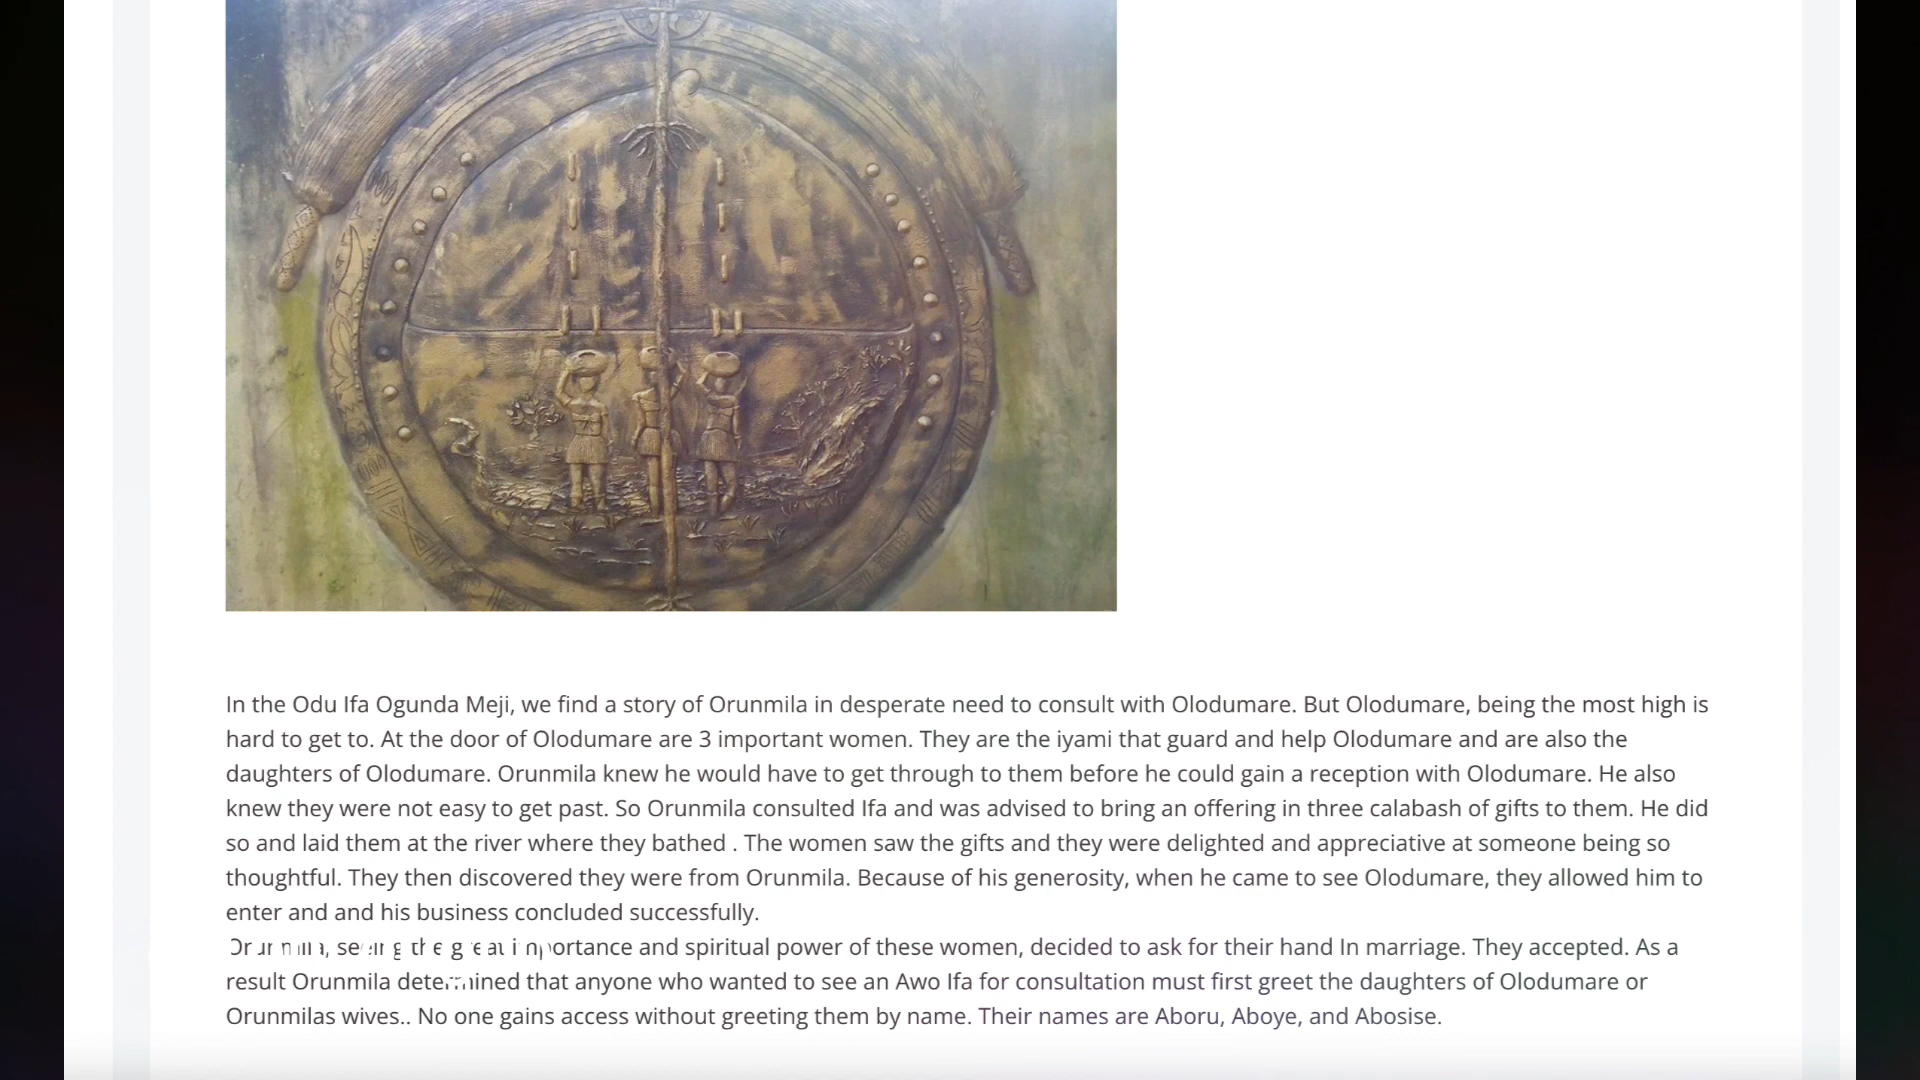 In the Odu Ifa Ogunda Meji, we find a story of Orunmila in desperate need to consult with Olodumare. But Olodumare, being the most high is
hard to get to. At the door of Olodumare are 3 important women. They are the iyami that guard and help Olodumare and are also the
daughters of Olodumare. Orunmila knew he would have to get through to them before he could gain a reception with Olodumare. He also
knew they were not easy to get past. So Orunmila consulted Ifa and was advised to bring an offering in three calabash of gifts to them. He did
so and laid them at the river where they bathed . The women saw the gifts and they were delighted and appreciative at someone being so
thoughtful. They then discovered they were from Orunmila. Because of his generosity, when he came to see Olodumare, they allowed him to
enter and and his business concluded successfully.
Orunmila, seeing the great importance and spiritual power of these women, decided to ask for their hand In marriage. They accepted. As a
result Orunmila determined that anyone who wanted to see an Awo Ifa for consultation must first greet the daughters of Olodumare or
Orunmilas wives.. No one gains access without greeting them by name. Their names are Aboru, Aboye, and Abosise.